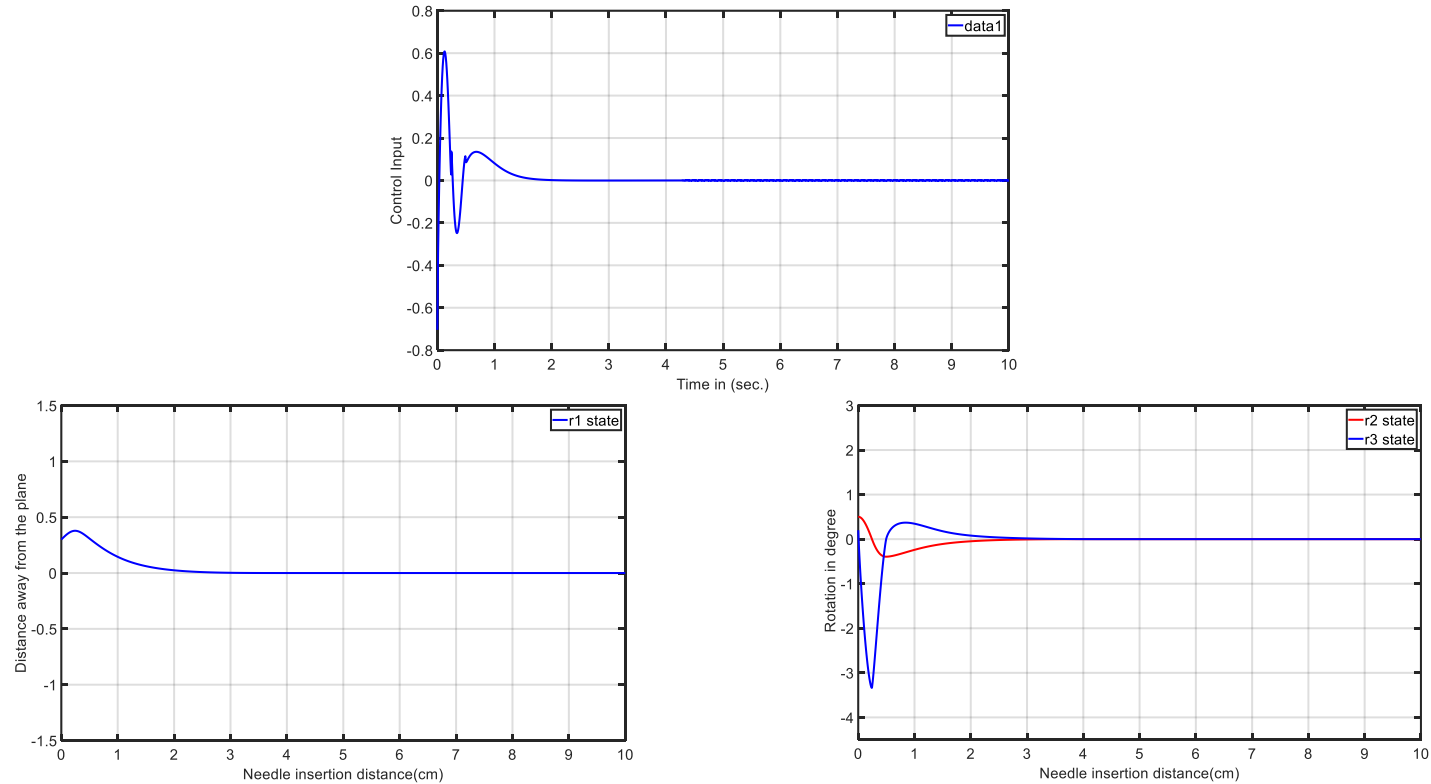 data1
Control Input
0.8
0.6
0.4
0.2
0
-0.2
-0.4
-0.6
-0.8
0 1 2 3 4 5 6 7 8 9 10
Time in (sec.)
r1 state
Distance away from the plane
1.5
1
0.5
0
-0.5
-1
-1.5
0 1 2 3 4 5 6 7 8 9 10
Needle insertion distance(cm)
r2 state
r3 state
Rotation in degree
3
2
1
0
-1
-2
-3
-4
0 1 2 3 4 5 6 7 8 9 10
Needle insertion distance(cm)